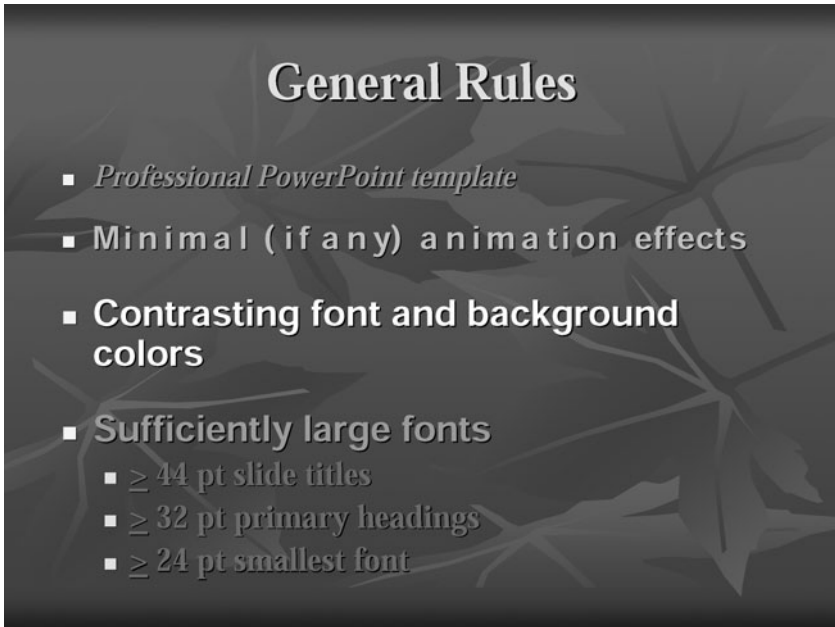 General Rules
Professional PowerPoint template
Minimal (if any) animation effects
Contrasting font and background
colors
Sufficiently large fonts
≥ 44 pt slide titles
≥ 32 pt primary headings
≥ 24 pt smallest font